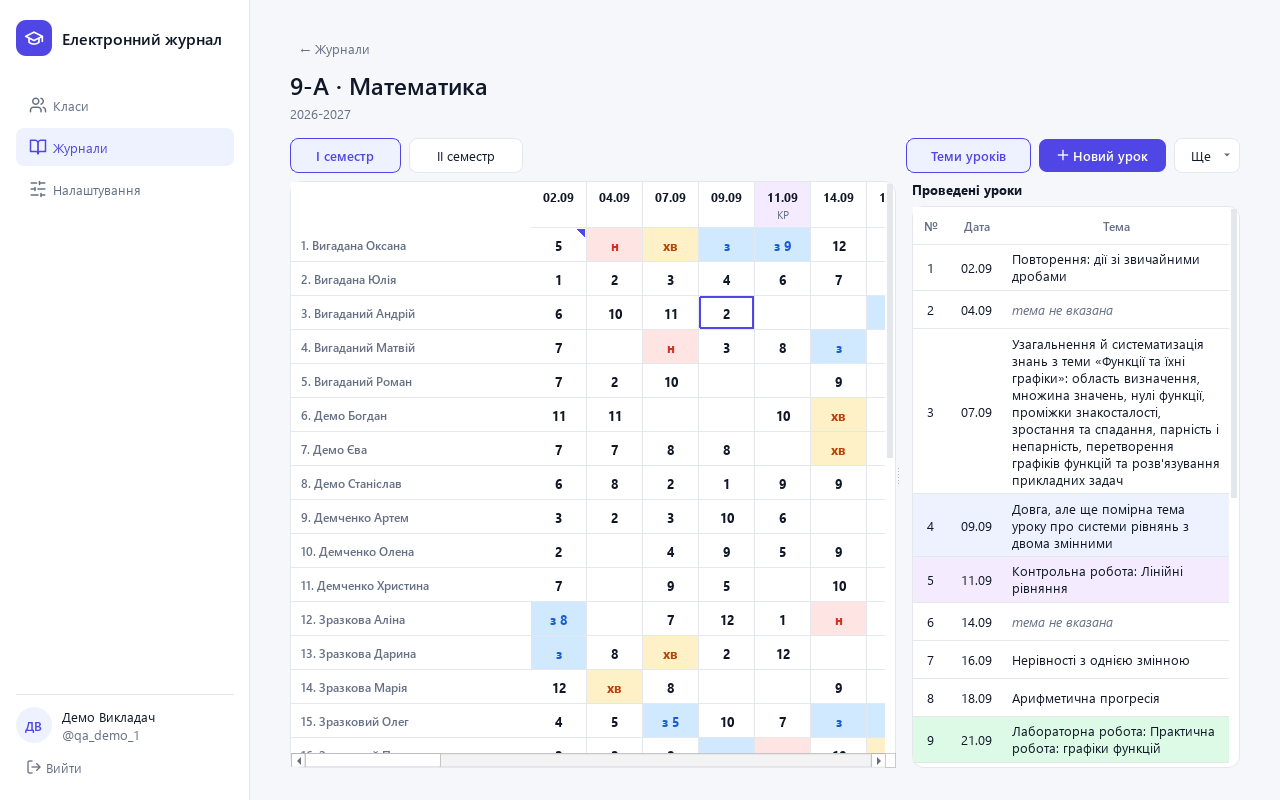 Електронний журнал
Класи
Журнали
Налаштування
ДВ
Демо Викладач
@qa_demo_1
Вийти
← Журнали
9-А · Математика
2026-2027
І семестр
ІІ семестр
Теми уроків
+ Новий урок
Ще
02.09 04.09 07.09 09.09 11.09 14.09
КР
1. Вигадана Оксана 5 н хв з з 9 12
2. Вигадана Юлія 1 2 3 4 6 7
3. Вигаданий Андрій 6 10 11 2
4. Вигаданий Матвій 7 н 3 8 з
5. Вигаданий Роман 7 2 10 9
6. Демо Богдан 11 11 10 хв
7. Демо Єва 7 7 8 8 хв
8. Демо Станіслав 6 8 2 1 9 9
9. Демченко Артем 3 2 3 10 6
10. Демченко Олена 2 4 9 5 9
11. Демченко Христина 7 9 5 10
12. Зразкова Аліна з 8 7 12 1 н
13. Зразкова Дарина з 8 хв 2 12
14. Зразкова Марія 12 хв 8 9
15. Зразковий Олег 4 5 з 5 10 7 з
Проведені уроки
№ Дата Тема
1 02.09 Повторення: дії зі звичайними
дробами
2 04.09 тема не вказана
3 07.09 Узагальнення й систематизація
знань з теми «Функції та їхні
графіки»: область визначення,
множина значень, нулі функції,
проміжки знакосталості,
зростання та спадання, парність і
непарність, перетворення
графіків функцій та розв'язування
прикладних задач
4 09.09 Довга, але ще помірна тема
уроку про системи рівнянь з
двома змінними
5 11.09 Контрольна робота: Лінійні
рівняння
6 14.09 тема не вказана
7 16.09 Нерівності з однією змінною
8 18.09 Арифметична прогресія
9 21.09 Лабораторна робота: Практична
робота: графіки функцій